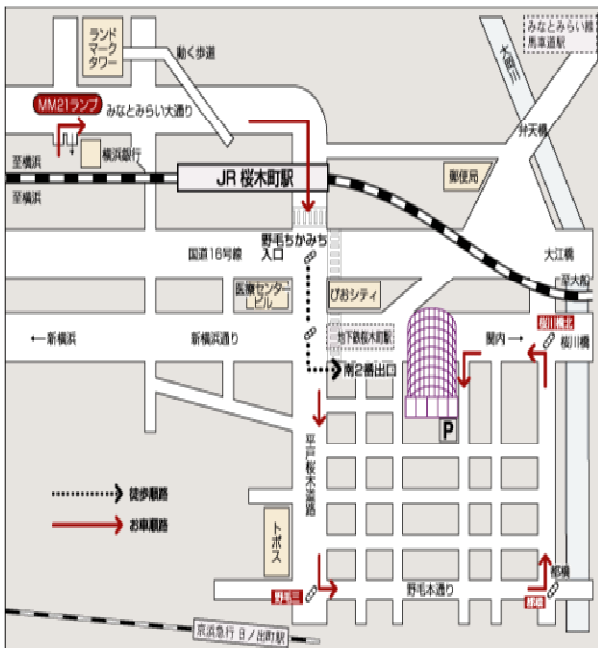 ランド
マーク
タワー
動く歩道
みなとみらい線
馬車道駅
大岡川
MM21ランプ
みなとみらい大通り
弁天橋
横浜銀行
至横浜
JR 桜木町駅
郵便局
至横浜
野毛ちかみち
入口
国道16号線
大江橋
至大船
医療センター
ビル
ぴおシティ
←新横浜
新横浜通り
地下鉄桜木町駅
関内→
桜川橋北
桜川橋
南2番出口
P
平戸桜木道路
徒歩順路
お車順路
トポス
野毛三
野毛本通り
都橋
京浜急行 日ノ出町駅